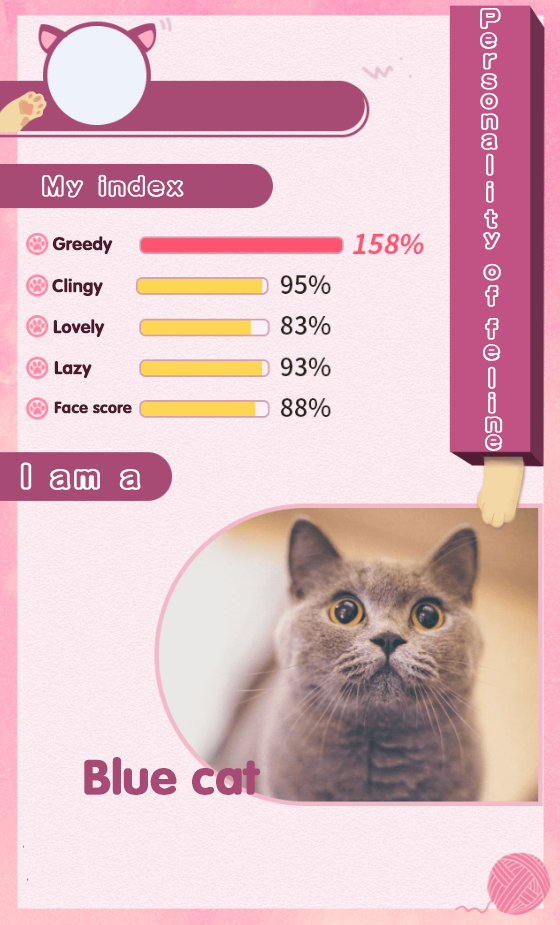 Personality of feline
My index
Greedy 158%
Clingy 95%
Lovely 83%
Lazy 93%
Face score 88%
I am a
Blue cat